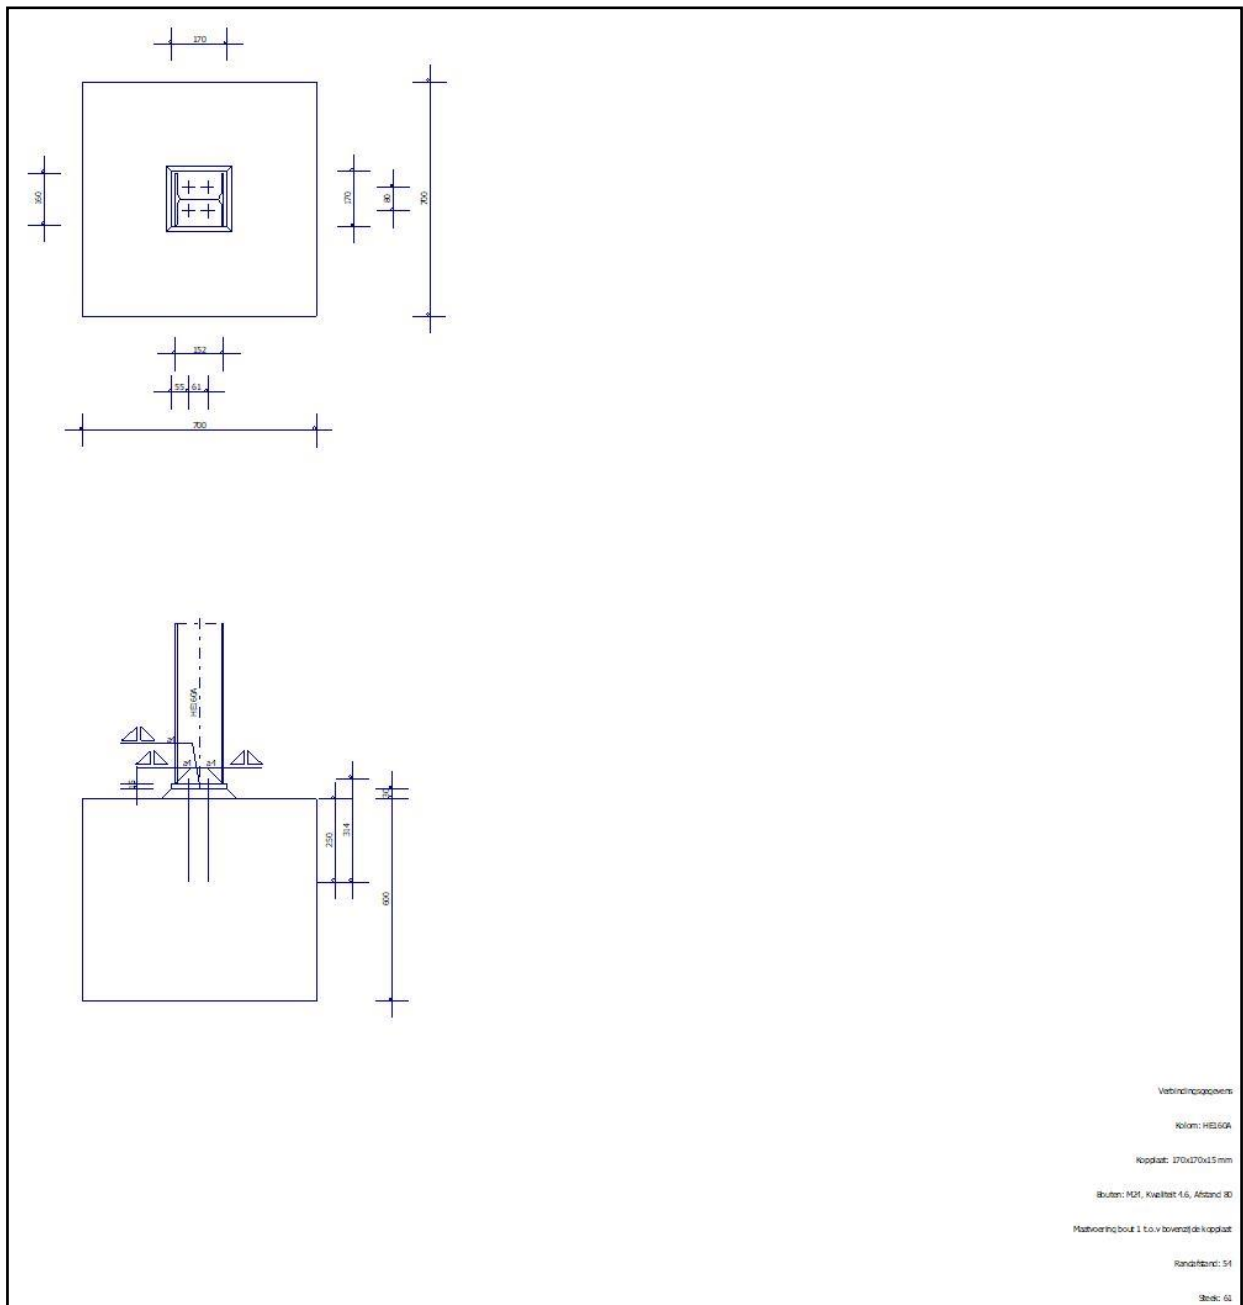 170
160
170
80
700
152
55 61
700
HE160A
a4
a4 a4
15
30
250
314
600
Verbindingsgegevens
Kolom: HE160A
Kopplaat: 170x170x15 mm
Bouten: M24, Kwaliteit 4.6, Afstand 80
Maatvoering bout 1 t.o.v bovenzijde kopplaat
Randafstand: 54
Steek: 61